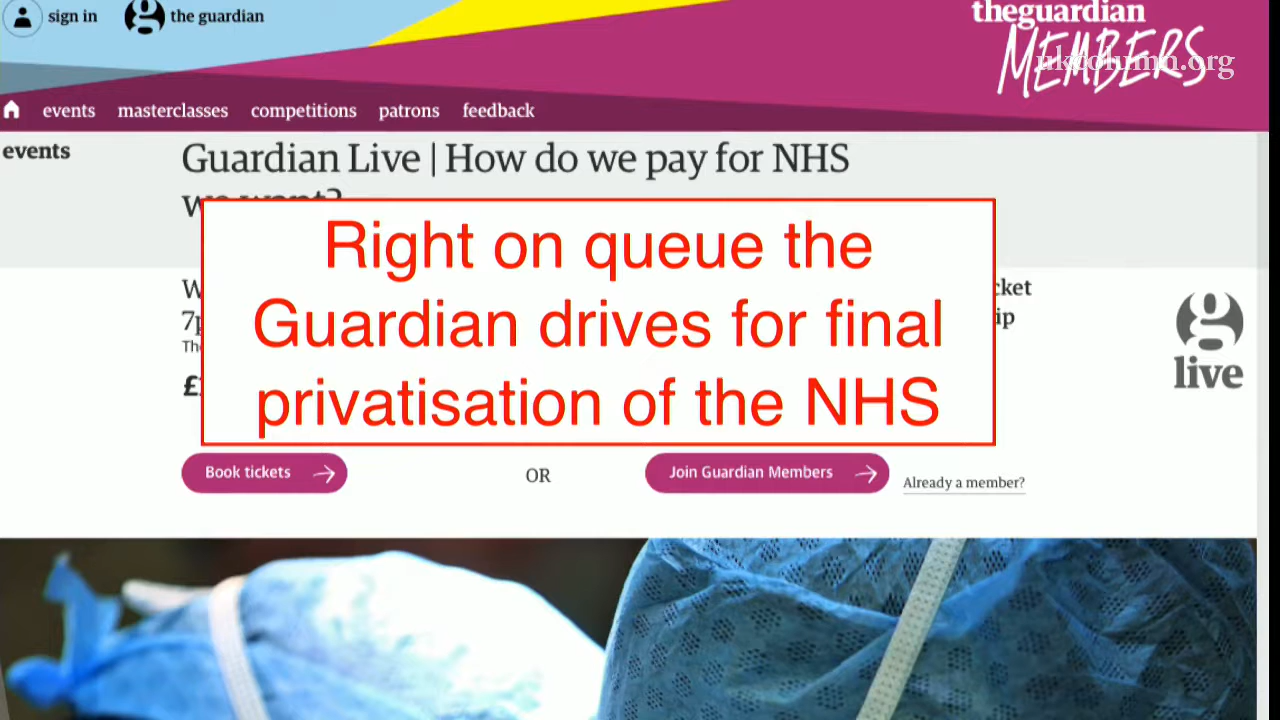 sign in
the guardian
theguardian
MEMBERS
ukcolumn.org
events
masterclasses
competitions
patrons
feedback
events
Guardian Live | How do we pay for NHS
we want?
Right on queue the
Guardian drives for final
privatisation of the NHS
live
Book tickets
OR
Join Guardian Members
Already a member?